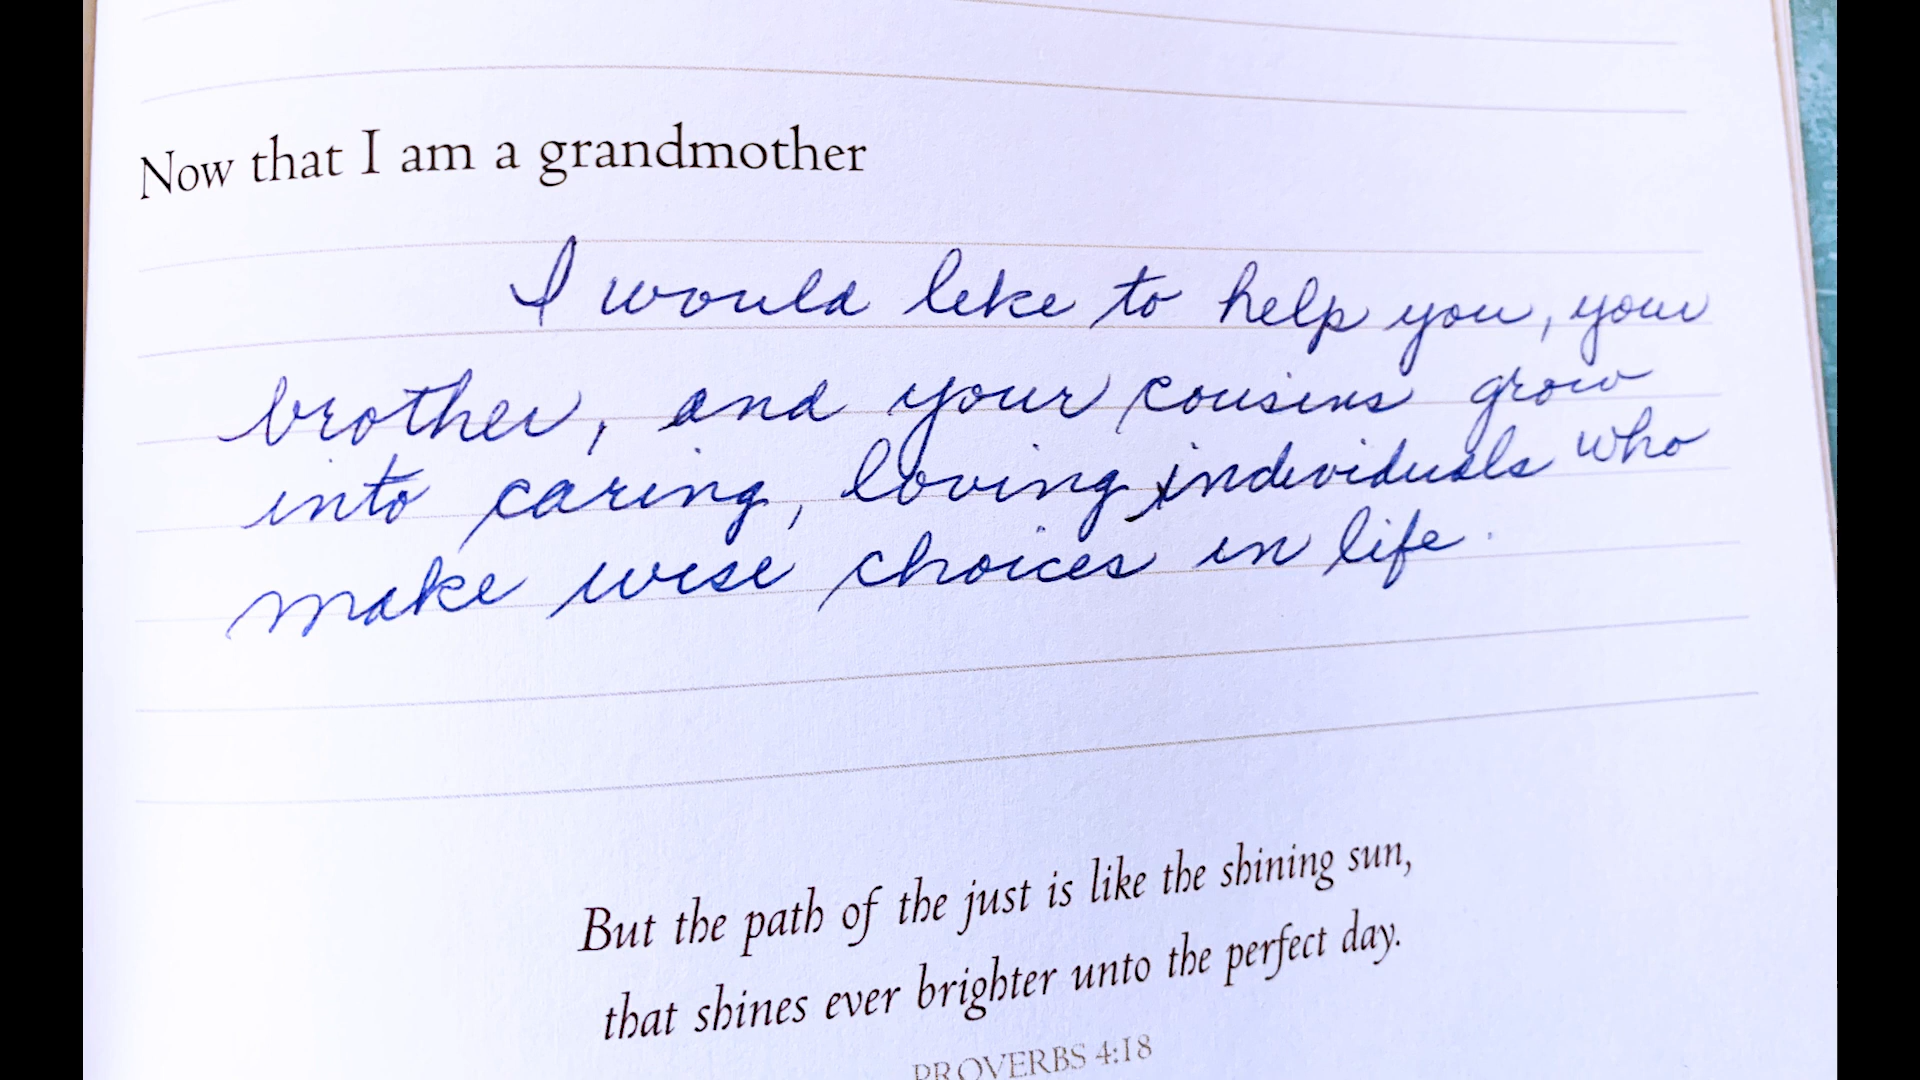 Now that I am a grandmother
I would like to help you, your
brother, and your cousins grow
into caring, loving individuals who
make wise choices in life.
But the path of the just is like the shining sun,
that shines ever brighter unto the perfect day.
PROVERBS 4:18